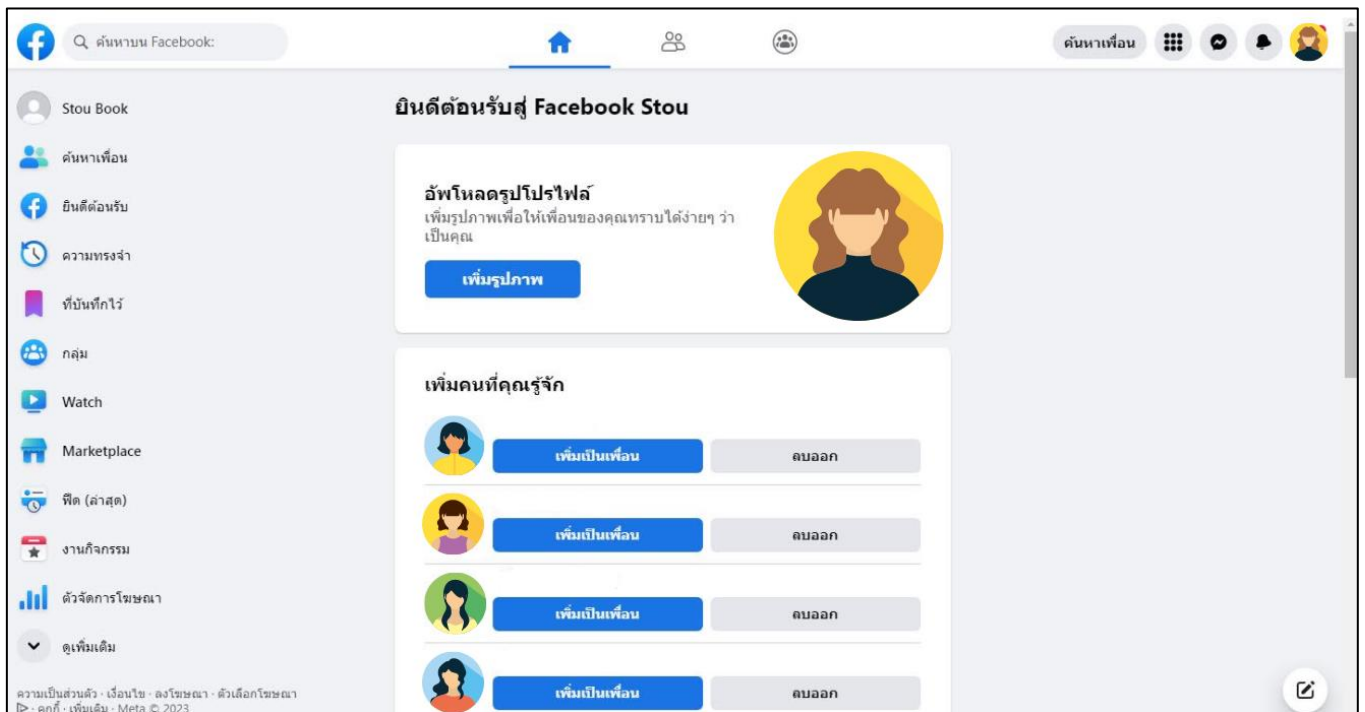 ค้นหาบน Facebook:
ค้นหาเพื่อน
Stou Book
ค้นหาเพื่อน
ยินดีต้อนรับ
ความทรงจำ
ที่บันทึกไว้
กลุ่ม
Watch
Marketplace
ฟีด (ล่าสุด)
งานกิจกรรม
ตัวจัดการโฆษณา
ดูเพิ่มเติม
ความเป็นส่วนตัว · เงื่อนไข · ลงโฆษณา · ตัวเลือกโฆษณา
· คุกกี้ · เพิ่มเติม · Meta © 2023
ยินดีต้อนรับสู่ Facebook Stou
อัพโหลดรูปโปรไฟล์
เพิ่มรูปภาพเพื่อให้เพื่อนของคุณทราบได้ง่ายๆ ว่า
เป็นคุณ
เพิ่มรูปภาพ
เพิ่มคนที่คุณรู้จัก
เพิ่มเป็นเพื่อน ลบออก
เพิ่มเป็นเพื่อน ลบออก
เพิ่มเป็นเพื่อน ลบออก
เพิ่มเป็นเพื่อน ลบออก